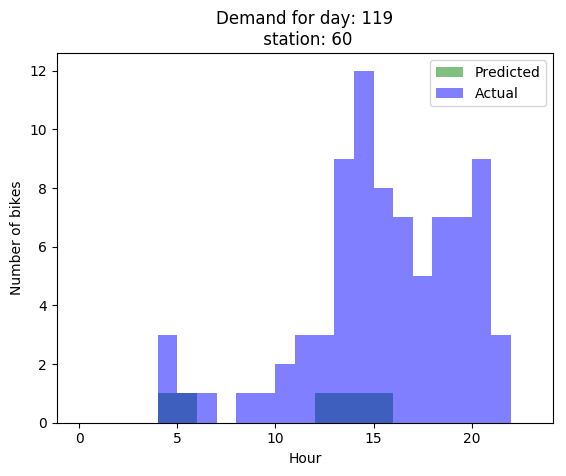 Demand for day: 119
station: 60
Predicted
Actual
Number of bikes
12
10
8
6
4
2
0
0 5 10 15 20
Hour